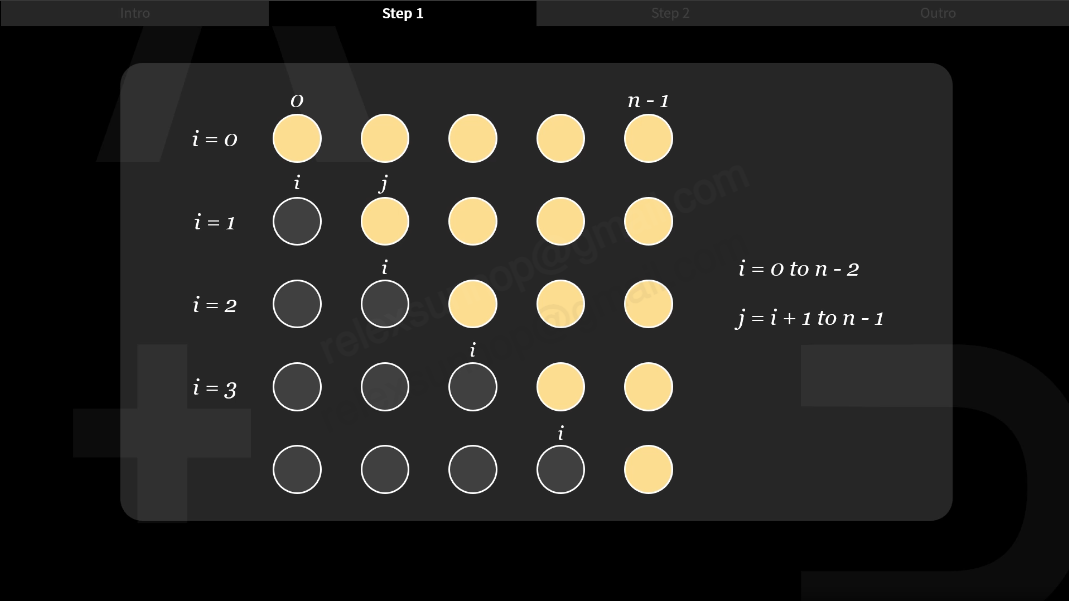 Intro Step 1 Step 2 Outro
0 n - 1
i = 0
i j
i = 1
i
i = 2
i = 0 to n - 2
j = i + 1 to n - 1
i
i = 3
i